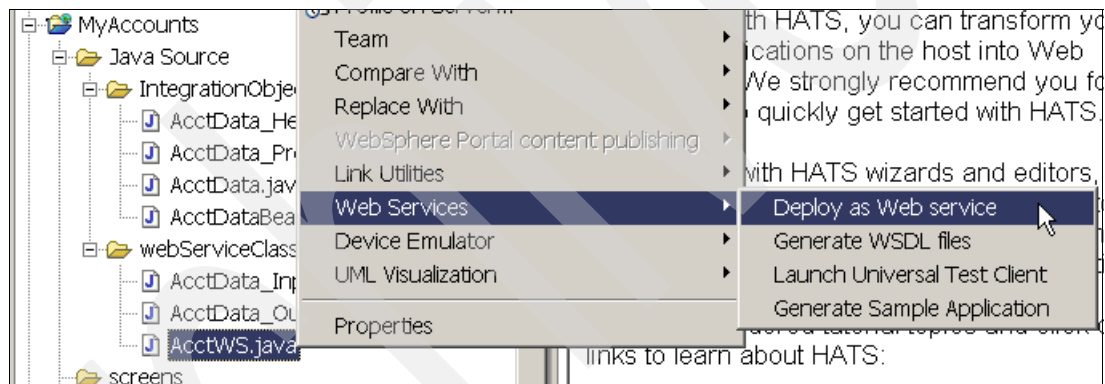 MyAccounts
Java Source
AcctData.jav
webServiceClass
AcctWS.java
screens
Team
Compare With
Replace With
WebSphere Portal content publishing
Link Utilities
Web Services
Device Emulator
UML Visualization
Properties
Deploy as Web service
Generate WSDL files
Launch Universal Test Client
Generate Sample Application
th HATS, you can transform yo
ications on the host into Web
We strongly recommend you fo
quickly get started with HATS.
with HATS wizards and editors,
links to learn about HATS: